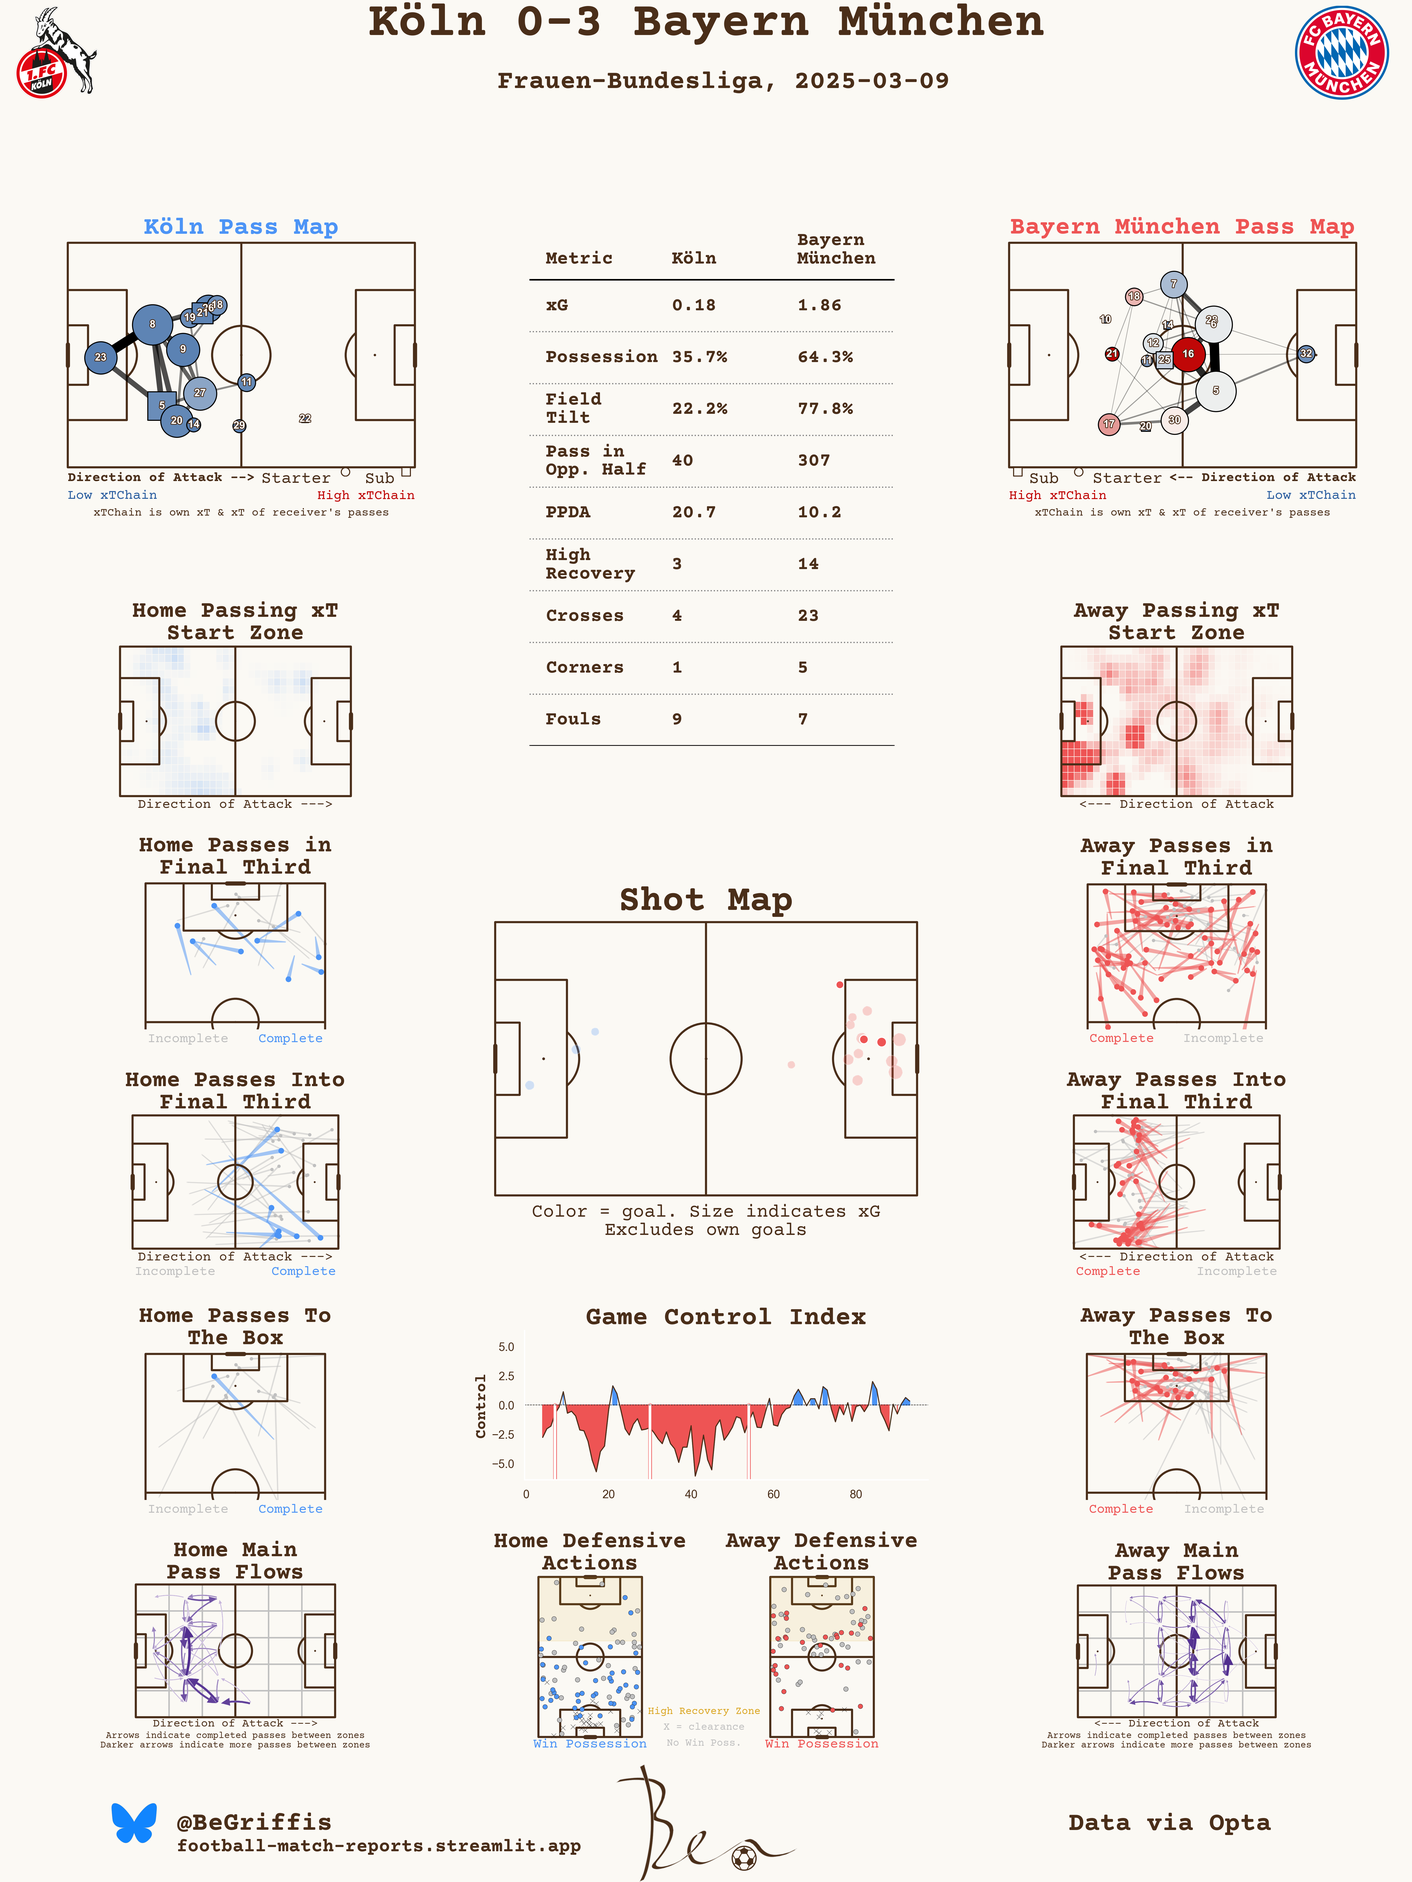 Köln 0-3 Bayern München
Frauen-Bundesliga, 2025-03-09
1.FC
KÖLN
FC BAYERN
MÜNCHEN
Köln Pass Map
8
23
9
19
21
26
18
5
27
20
14
11
29
22
Direction of Attack --> Starter Sub
Low xTChain High xTChain
xTChain is own xT & xT of receiver's passes
Metric Köln Bayern München
xG 0.18 1.86
Possession 35.7% 64.3%
Field Tilt 22.2% 77.8%
Pass in Opp. Half 40 307
PPDA 20.7 10.2
High Recovery 3 14
Crosses 4 23
Corners 1 5
Fouls 9 7
Bayern München Pass Map
7
18
10
14
6
12
21
11
25
16
32
5
17
20
30
Sub Starter <-- Direction of Attack
High xTChain Low xTChain
xTChain is own xT & xT of receiver's passes
Home Passing xT
Start Zone
Direction of Attack --->
Away Passing xT
Start Zone
<--- Direction of Attack
Home Passes in
Final Third
Incomplete Complete
Away Passes in
Final Third
Complete Incomplete
Shot Map
Color = goal. Size indicates xG
Excludes own goals
Home Passes Into
Final Third
Direction of Attack --->
Incomplete Complete
Away Passes Into
Final Third
<--- Direction of Attack
Complete Incomplete
Home Passes To
The Box
Incomplete Complete
Game Control Index
Control
5.0
2.5
0.0
−2.5
−5.0
0 20 40 60 80
Away Passes To
The Box
Complete Incomplete
Home Main
Pass Flows
Direction of Attack --->
Arrows indicate completed passes between zones
Darker arrows indicate more passes between zones
Home Defensive
Actions
Win Possession
High Recovery Zone
X = clearance
No Win Poss.
Away Defensive
Actions
Win Possession
Away Main
Pass Flows
<--- Direction of Attack
Arrows indicate completed passes between zones
Darker arrows indicate more passes between zones
@BeGriffis
football-match-reports.streamlit.app
Ben
Data via Opta